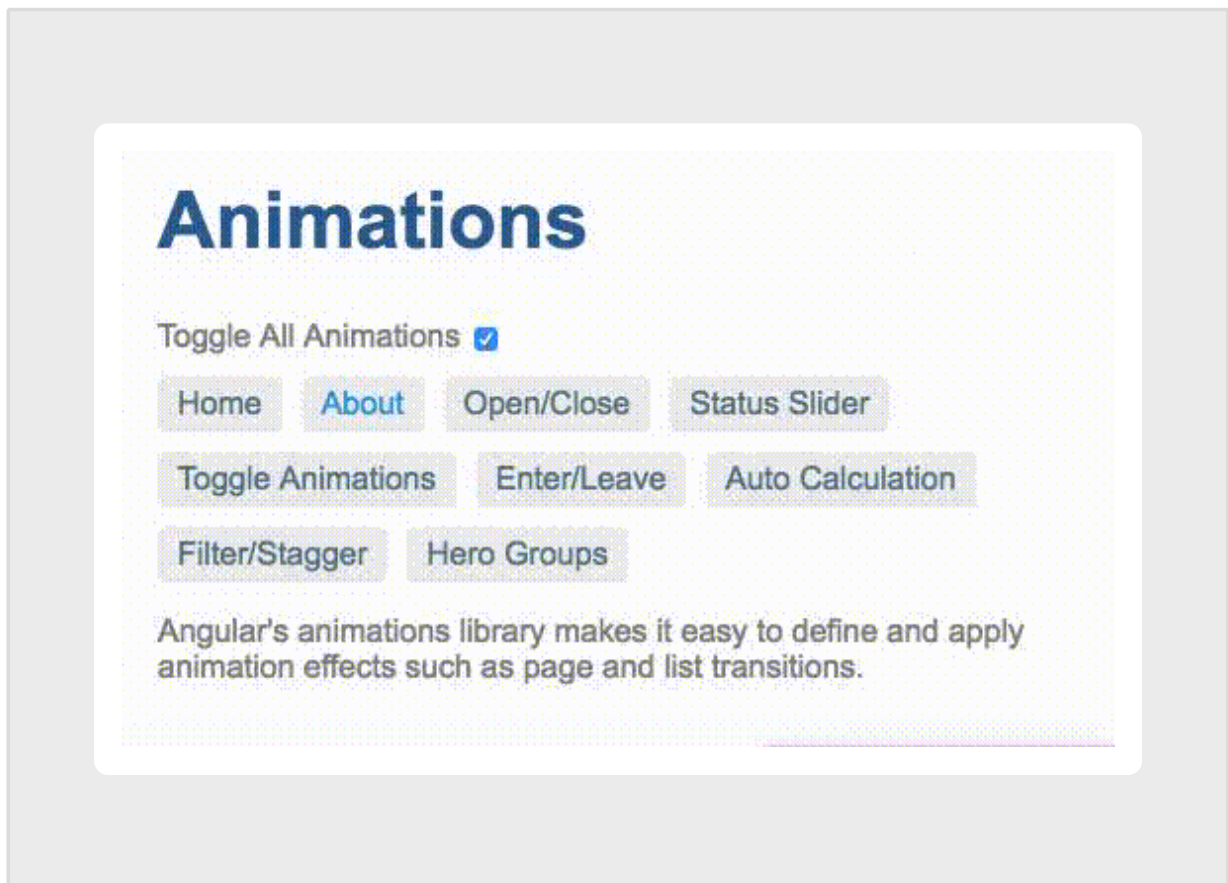 Animations
Toggle All Animations
Home About Open/Close Status Slider
Toggle Animations Enter/Leave Auto Calculation
Filter/Stagger Hero Groups
Angular's animations library makes it easy to define and apply
animation effects such as page and list transitions.